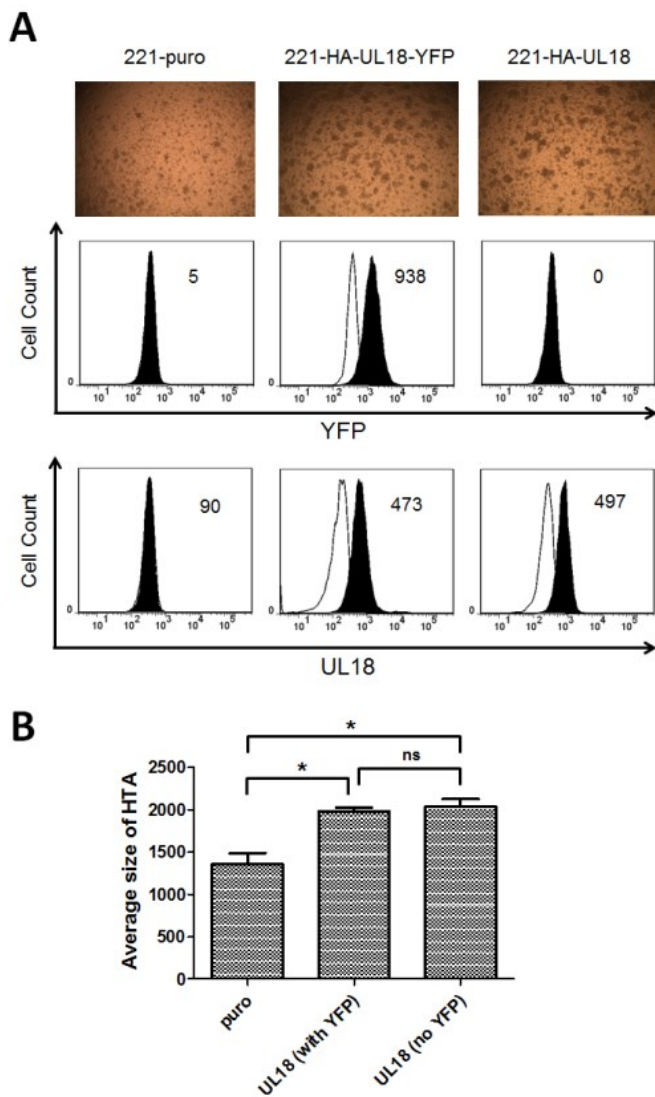 A
221-puro 221-HA-UL18-YFP 221-HA-UL18
Cell Count
5
0
10¹ 10² 10³ 10⁴ 10⁵
938
0
10¹ 10² 10³ 10⁴ 10⁵
0
0
10¹ 10² 10³ 10⁴ 10⁵
YFP
Cell Count
90
0
10¹ 10² 10³ 10⁴ 10⁵
473
0
10¹ 10² 10³ 10⁴ 10⁵
497
0
10¹ 10² 10³ 10⁴ 10⁵
UL18
B
*
* ns
Average size of HTA
2500
2000
1500
1000
500
0
puro
UL18 (with YFP)
UL18 (no YFP)